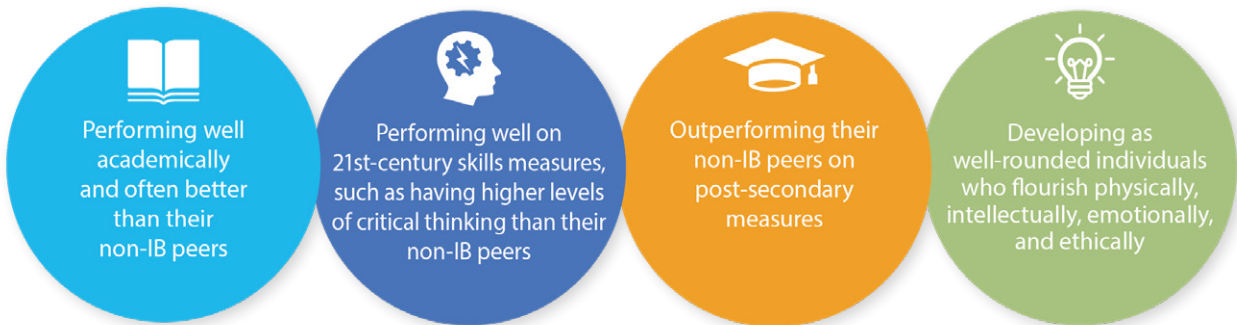 Performing well
academically
and often better
than their
non-IB peers
Performing well on
21st-century skills measures,
such as having higher levels
of critical thinking than their
non-IB peers
Outperforming their
non-IB peers on
post-secondary
measures
Developing as
well-rounded individuals
who flourish physically,
intellectually, emotionally,
and ethically